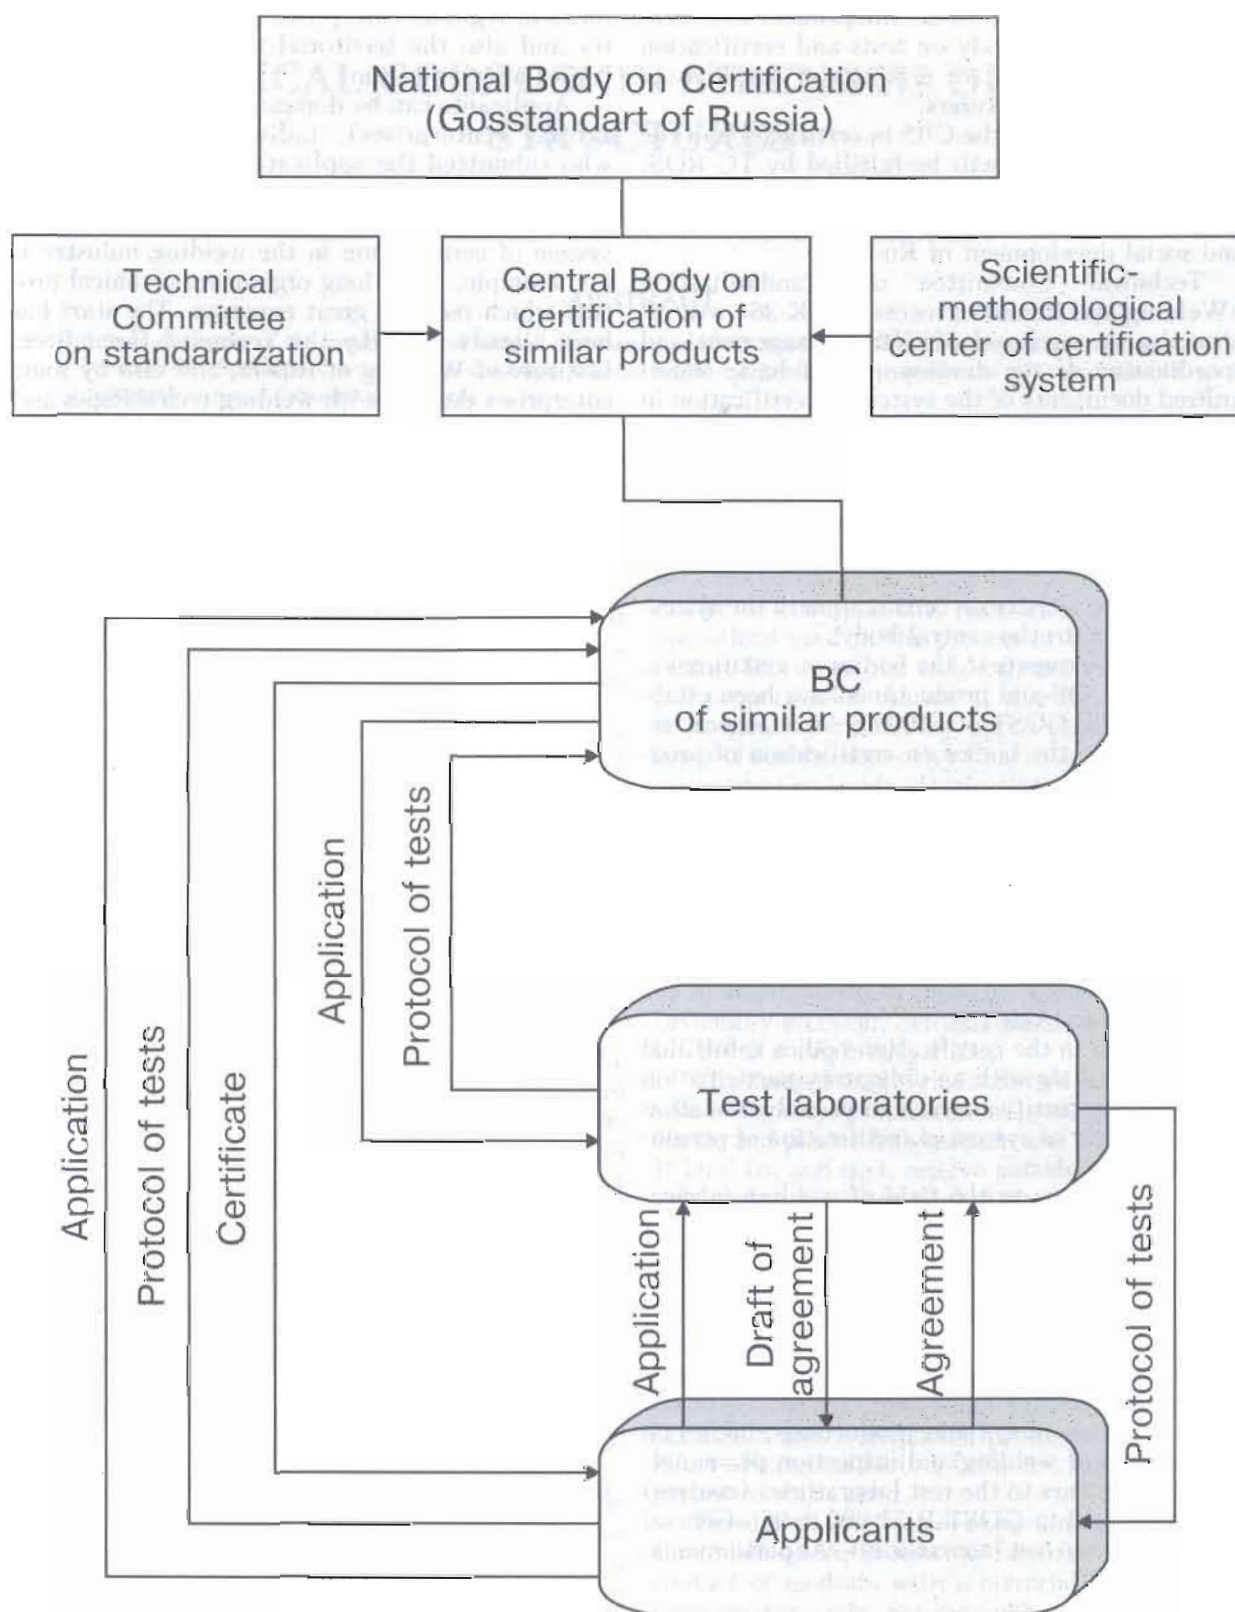 National Body on Certification
(Gosstandart of Russia)
Technical
Committee
on standardization
Central Body on
certification of
similar products
Scientific-
methodological
center of certification
system
BC
of similar products
Application
Protocol of tests
Certificate
Application
Protocol of tests
Test laboratories
Application
Draft of
agreement
Agreement
Protocol of tests
Applicants